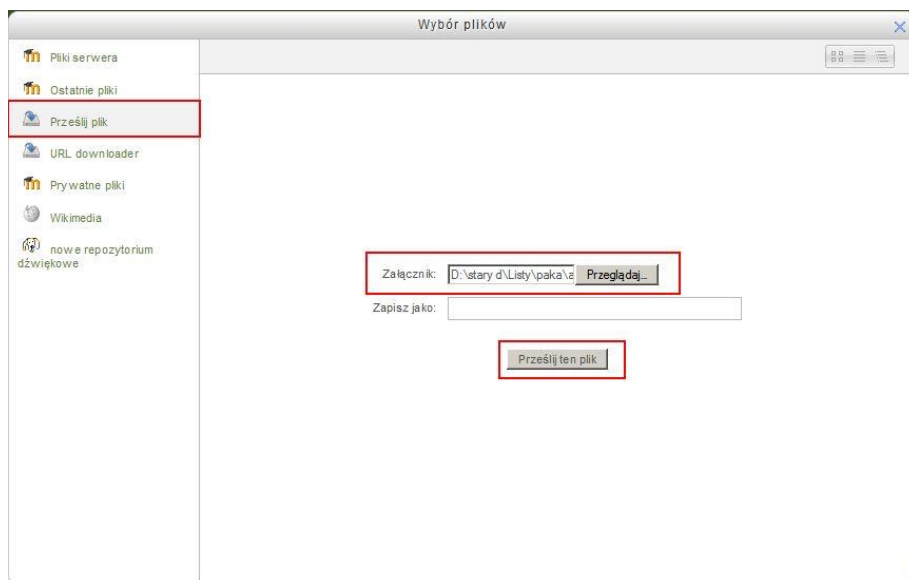 Wybór plików
Pliki serwera
Ostatnie pliki
Prześlij plik
URL downloader
Prywatne pliki
Wikimedia
nowe repozytorium
dźwiękowe
Załącznik: D:\stary d\Listy\paka\a Przeglądaj...
Zapisz jako:
Prześlij ten plik